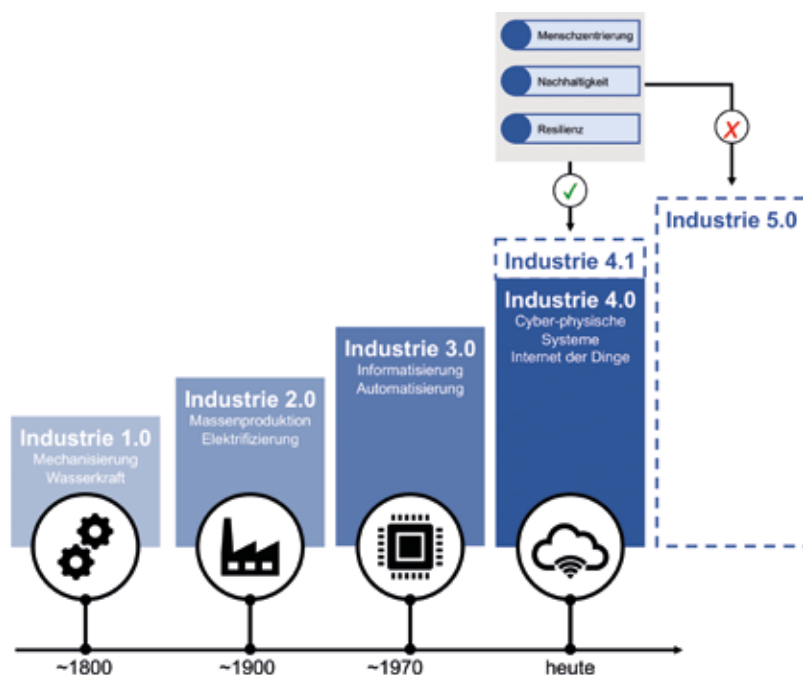 Menschzentrierung
Nachhaltigkeit
Resilienz
✓
X
Industrie 5.0
Industrie 4.1
Industrie 4.0
Cyber-physische
Systeme
Internet der Dinge
Industrie 3.0
Informatisierung
Automatisierung
Industrie 2.0
Massenproduktion
Elektrifizierung
Industrie 1.0
Mechanisierung
Wasserkraft
~1800
~1900
~1970
heute